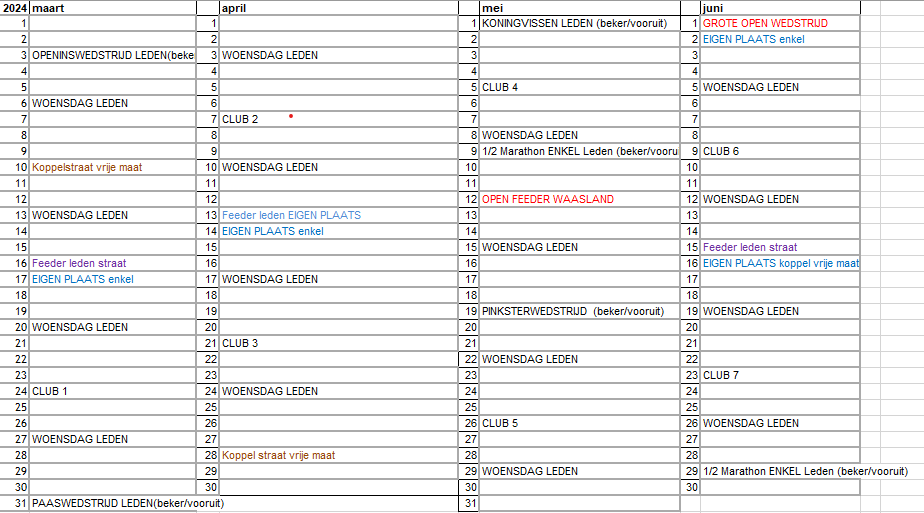 2024 maart april mei juni
1 1 1 KONINGVISSEN LEDEN (beker/vooruit) 1 GROTE OPEN WEDSTRIJD
2 2 2 2 EIGEN PLAATS enkel
3 OPENINSWEDSTRIJD LEDEN(beke 3 WOENSDAG LEDEN 3 3
4 4 4 4
5 5 5 CLUB 4 5 WOENSDAG LEDEN
6 WOENSDAG LEDEN 6 6 6
7 7 CLUB 2 7 7
8 8 8 WOENSDAG LEDEN 8
9 9 9 1/2 Marathon ENKEL Leden (beker/voorui 9 CLUB 6
10 Koppelstraat vrije maat 10 WOENSDAG LEDEN 10 10
11 11 11 11
12 12 12 OPEN FEEDER WAASLAND 12 WOENSDAG LEDEN
13 WOENSDAG LEDEN 13 Feeder leden EIGEN PLAATS 13 13
14 14 EIGEN PLAATS enkel 14 14
15 15 15 WOENSDAG LEDEN 15 Feeder leden straat
16 Feeder leden straat 16 16 16 EIGEN PLAATS koppel vrije maat
17 EIGEN PLAATS enkel 17 WOENSDAG LEDEN 17 17
18 18 18 18
19 19 19 PINKSTERWEDSTRIJD (beker/vooruit) 19 WOENSDAG LEDEN
20 WOENSDAG LEDEN 20 20 20
21 21 CLUB 3 21 21
22 22 22 WOENSDAG LEDEN 22
23 23 23 23 CLUB 7
24 CLUB 1 24 WOENSDAG LEDEN 24 24
25 25 25 25
26 26 26 CLUB 5 26 WOENSDAG LEDEN
27 WOENSDAG LEDEN 27 27 27
28 28 Koppel straat vrije maat 28 28
29 29 29 WOENSDAG LEDEN 29 1/2 Marathon ENKEL Leden (beker/vooruit)
30 30 30 30
31 PAASWEDSTRIJD LEDEN(beker/vooruit) 31